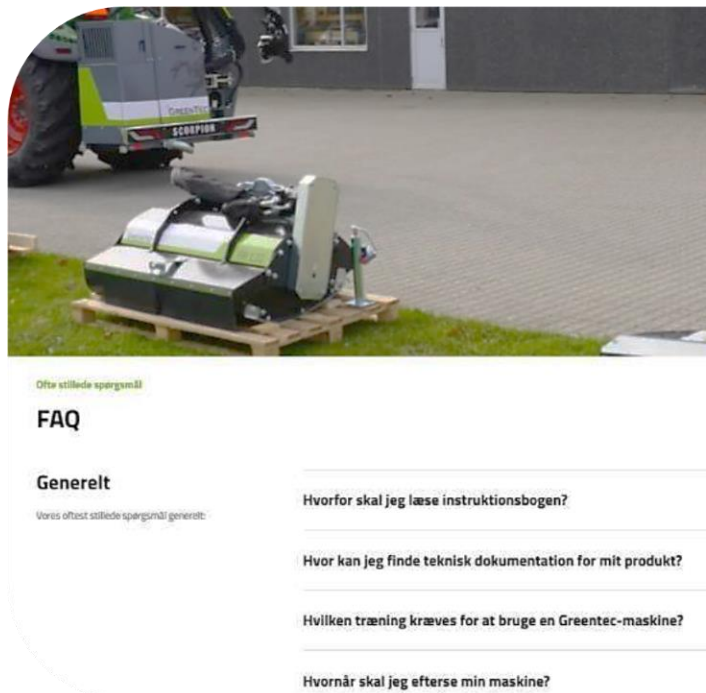 GREENTEC
SCORPION
Ofte stillede spørgsmål
FAQ
Generelt
Vores oftest stillede spørgsmål generelt:
Hvorfor skal jeg læse instruktionsbogen?
Hvor kan jeg finde teknisk dokumentation for mit produkt?
Hvilken træning kræves for at bruge en Greentec-maskine?
Hvornår skal jeg efterse min maskine?